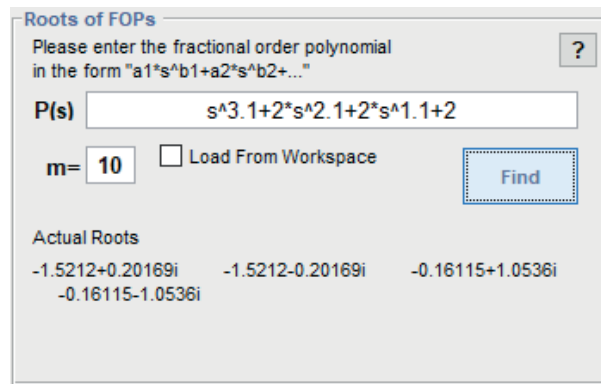 Roots of FOPs
Please enter the fractional order polynomial
in the form "a1*s^b1+a2*s^b2+..."
?
P(s) s^3.1+2*s^2.1+2*s^1.1+2
m= 10 Load From Workspace
Find
Actual Roots
-1.5212+0.20169i -1.5212-0.20169i -0.16115+1.0536i
-0.16115-1.0536i